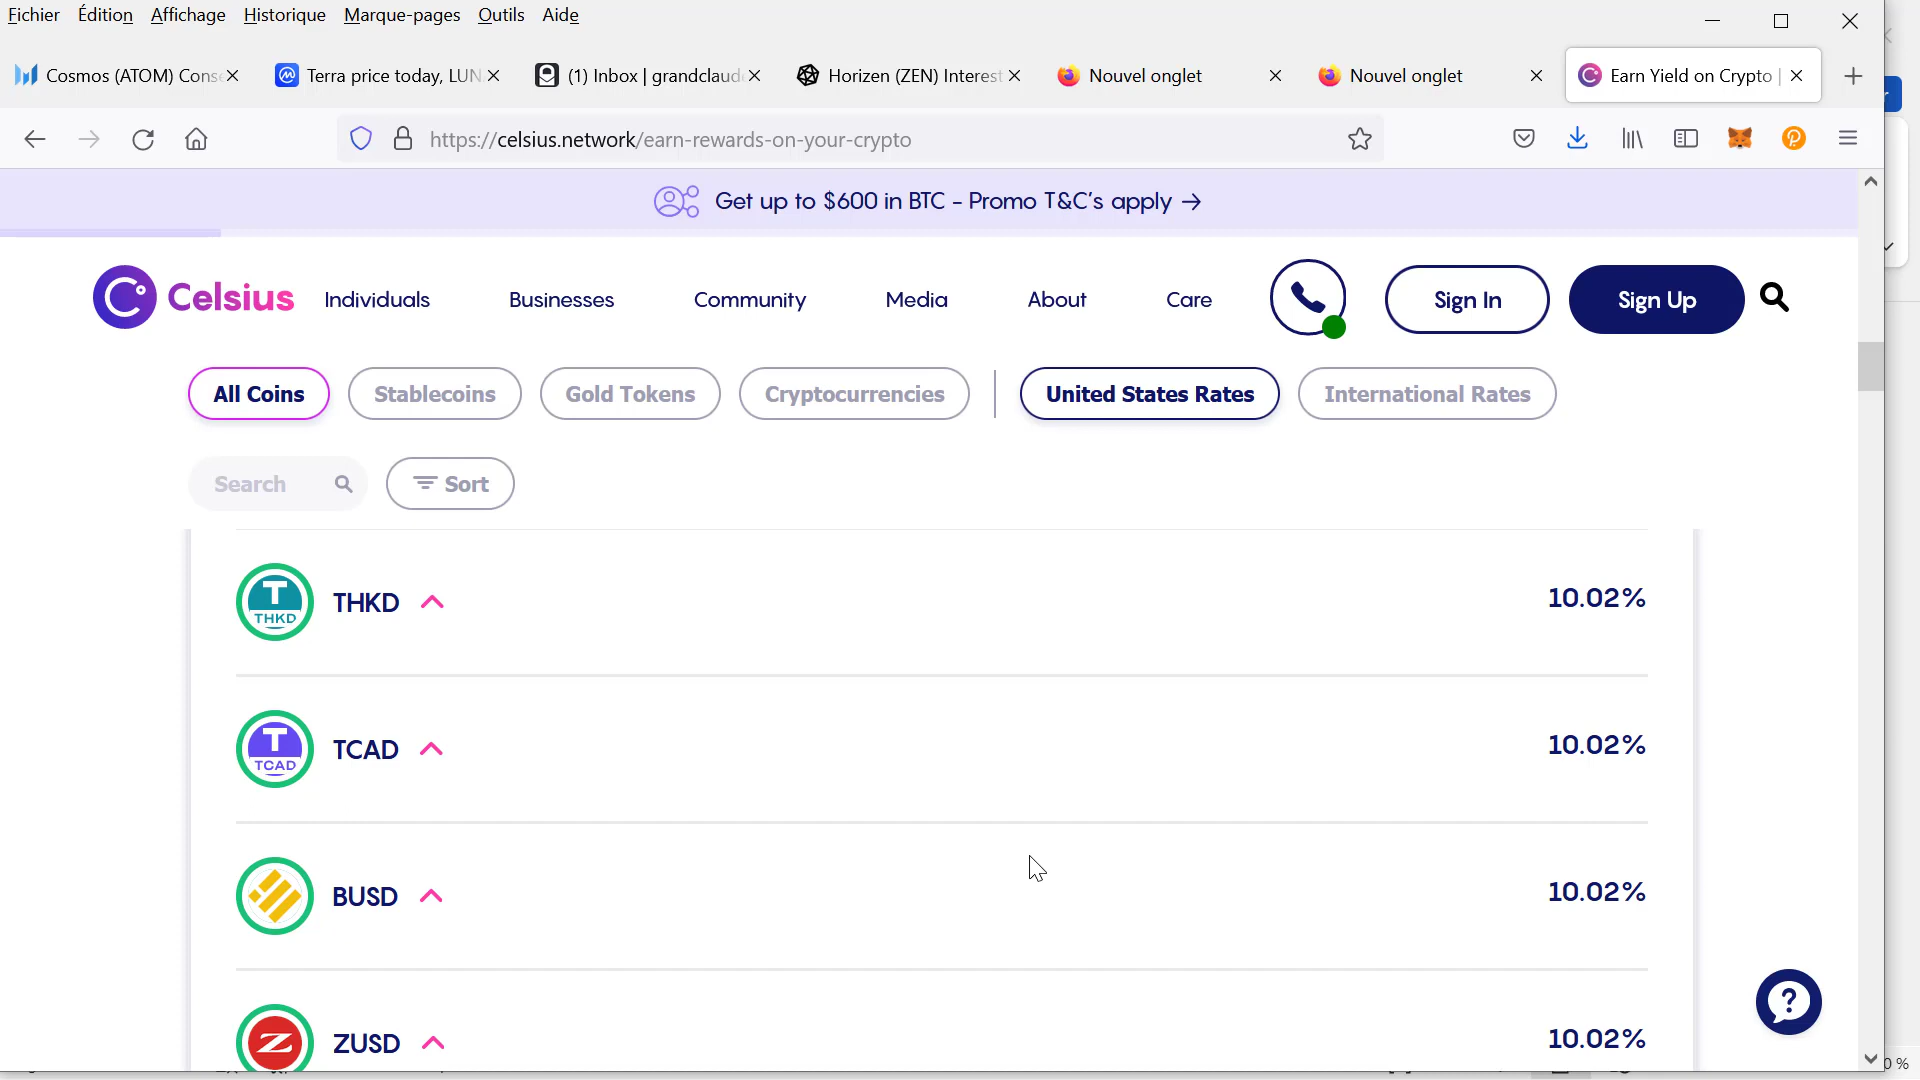 Fichier Édition Affichage Historique Marque-pages Outils Aide
Cosmos (ATOM) Conse Terra price today, LUN (1) Inbox | grandclaud Horizen (ZEN) Interest Nouvel onglet Nouvel onglet Earn Yield on Crypto |
https://celsius.network/earn-rewards-on-your-crypto
Get up to $600 in BTC - Promo T&C's apply →
Celsius Individuals Businesses Community Media About Care Sign In Sign Up
All Coins Stablecoins Gold Tokens Cryptocurrencies United States Rates International Rates
Search Sort
T
THKD THKD 10.02%
T
TCAD TCAD 10.02%
BUSD 10.02%
ZUSD 10.02%
0 %